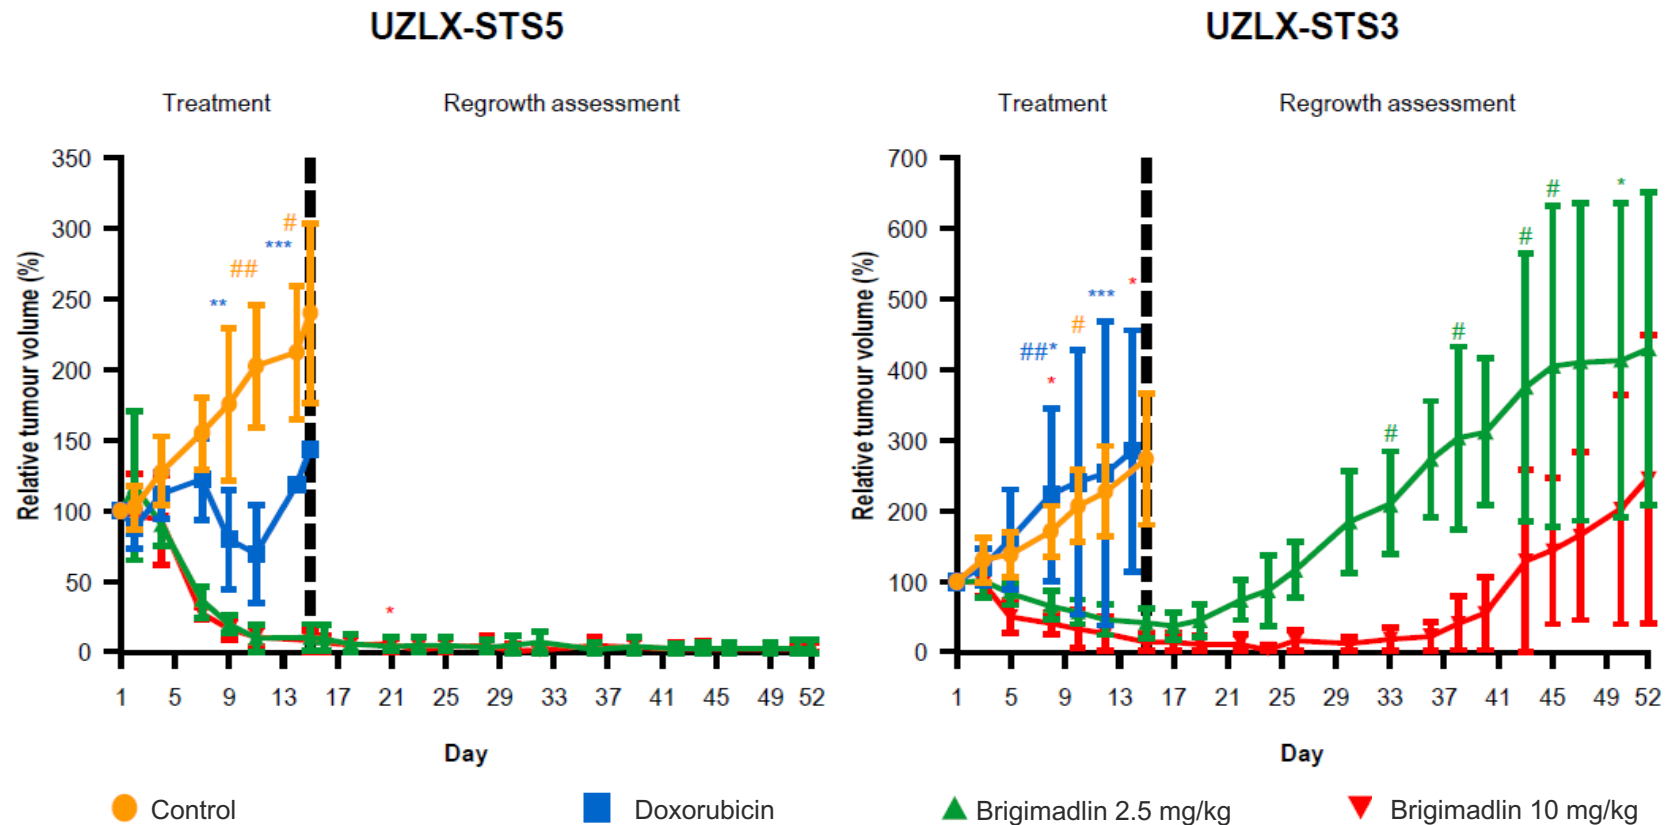 UZLX-STS5
Treatment Regrowth assessment
Relative tumour volume (%)
350
300
250
200
150
100
50
0
#
***
##
**
*
1 5 9 13 17 21 25 29 33 37 41 45 49 52
Day
UZLX-STS3
Treatment Regrowth assessment
Relative tumour volume (%)
700
600
500
400
300
200
100
0
*
***
#
##*
*
#
#
#
#
*
1 5 9 13 17 21 25 29 33 37 41 45 49 52
Day
Control Doxorubicin Brigimadlin 2.5 mg/kg Brigimadlin 10 mg/kg